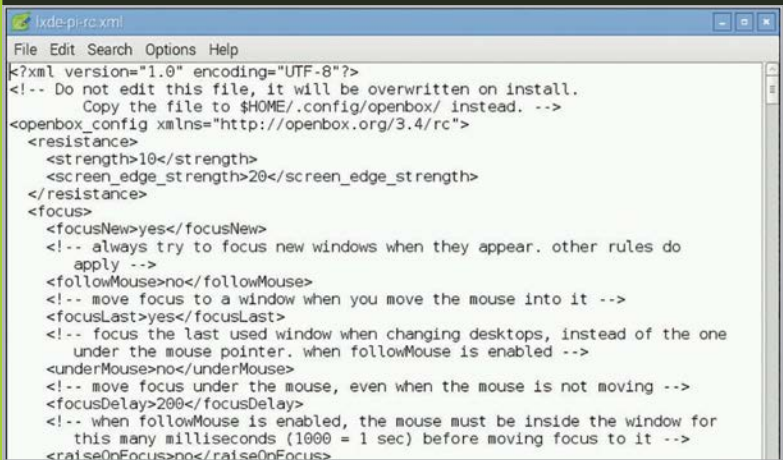 lxde-pi-rc.xml
File Edit Search Options Help
<?xml version="1.0" encoding="UTF-8"?>
<!-- Do not edit this file, it will be overwritten on install.
Copy the file to $HOME/.config/openbox/ instead. -->
<openbox_config xmlns="http://openbox.org/3.4/rc">
<resistance>
<strength>10</strength>
<screen_edge_strength>20</screen_edge_strength>
</resistance>
<focus>
<focusNew>yes</focusNew>
<!-- always try to focus new windows when they appear. other rules do
apply -->
<followMouse>no</followMouse>
<!-- move focus to a window when you move the mouse into it -->
<focusLast>yes</focusLast>
<!-- focus the last used window when changing desktops, instead of the one
under the mouse pointer. when followMouse is enabled -->
<underMouse>no</underMouse>
<!-- move focus under the mouse, even when the mouse is not moving -->
<focusDelay>200</focusDelay>
<!-- when followMouse is enabled, the mouse must be inside the window for
this many milliseconds (1000 = 1 sec) before moving focus to it -->
<raiseOnFocus>no</raiseOnFocus>